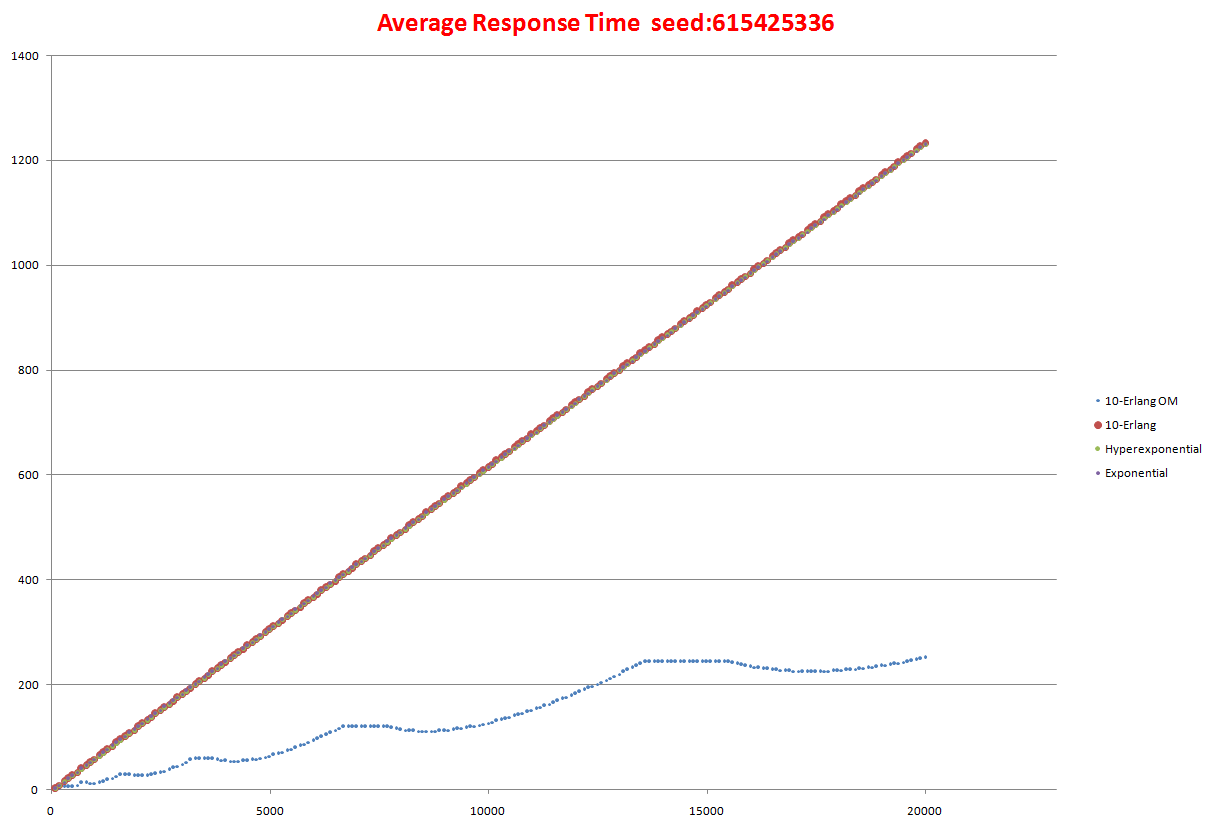 Average Response Time  seed:615425336
1400
1200
1000
800
600
400
200
0
0 5000 10000 15000 20000
10-Erlang OM
10-Erlang
Hyperexponential
Exponential